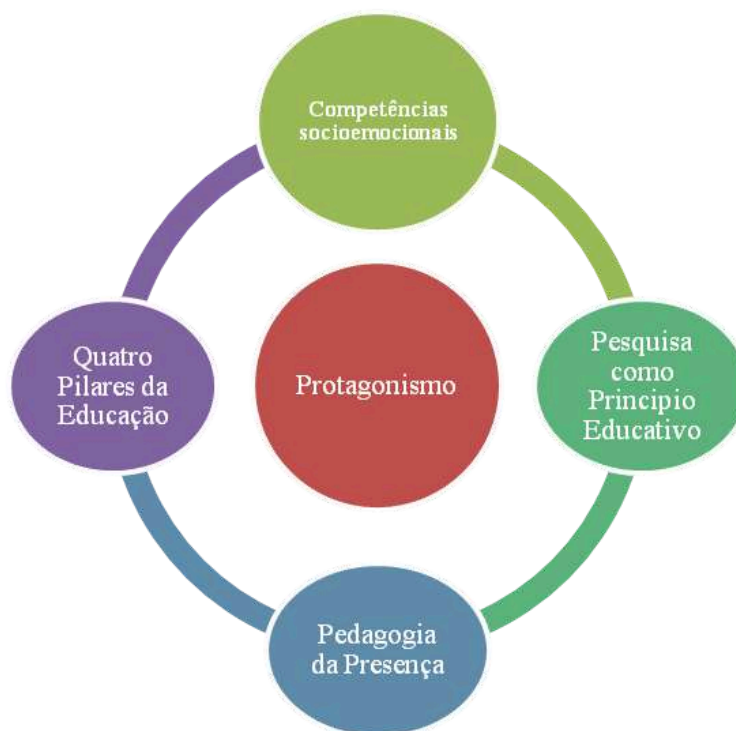 Competências
socioemocionais
Quatro
Pilares da
Educação
Protagonismo
Pesquisa
como
Principio
Educativo
Pedagogia
da Presença